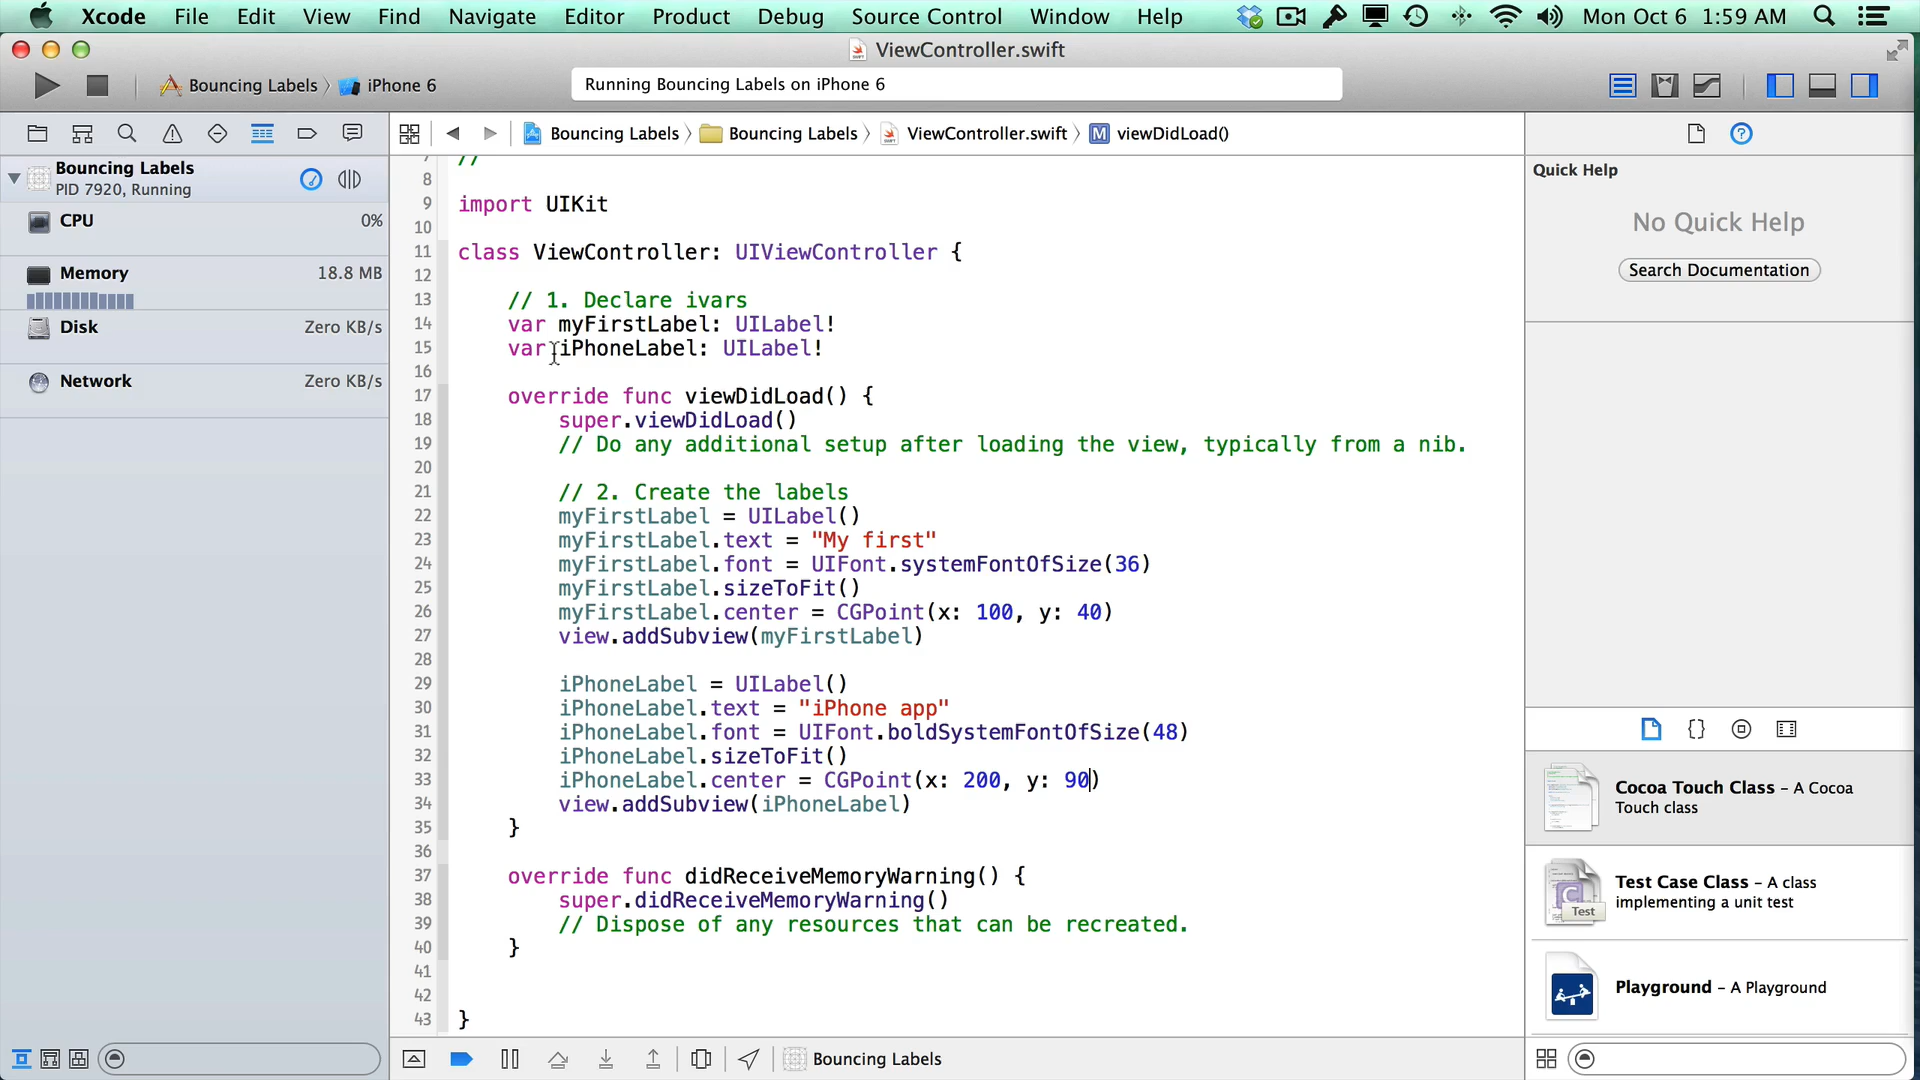 Xcode File Edit View Find Navigate Editor Product Debug Source Control Window Help Mon Oct 6 1:59 AM
ViewController.swift
Bouncing Labels iPhone 6 Running Bouncing Labels on iPhone 6
Bouncing Labels Bouncing Labels ViewController.swift M viewDidLoad()
Bouncing Labels
PID 7920, Running
CPU 0%
Memory 18.8 MB
Disk Zero KB/s
Network Zero KB/s
7 //
8
9 import UIKit
10
11 class ViewController: UIViewController {
12
13 // 1. Declare ivars
14 var myFirstLabel: UILabel!
15 var iPhoneLabel: UILabel!
16
17 override func viewDidLoad() {
18 super.viewDidLoad()
19 // Do any additional setup after loading the view, typically from a nib.
20
21 // 2. Create the labels
22 myFirstLabel = UILabel()
23 myFirstLabel.text = "My first"
24 myFirstLabel.font = UIFont.systemFontOfSize(36)
25 myFirstLabel.sizeToFit()
26 myFirstLabel.center = CGPoint(x: 100, y: 40)
27 view.addSubview(myFirstLabel)
28
29 iPhoneLabel = UILabel()
30 iPhoneLabel.text = "iPhone app"
31 iPhoneLabel.font = UIFont.boldSystemFontOfSize(48)
32 iPhoneLabel.sizeToFit()
33 iPhoneLabel.center = CGPoint(x: 200, y: 90)
34 view.addSubview(iPhoneLabel)
35 }
36
37 override func didReceiveMemoryWarning() {
38 super.didReceiveMemoryWarning()
39 // Dispose of any resources that can be recreated.
40 }
41
42
43 }
Bouncing Labels
Quick Help
No Quick Help
Search Documentation
{}
Cocoa Touch Class – A Cocoa
Touch class
C
Test
Test Case Class – A class
implementing a unit test
Playground – A Playground